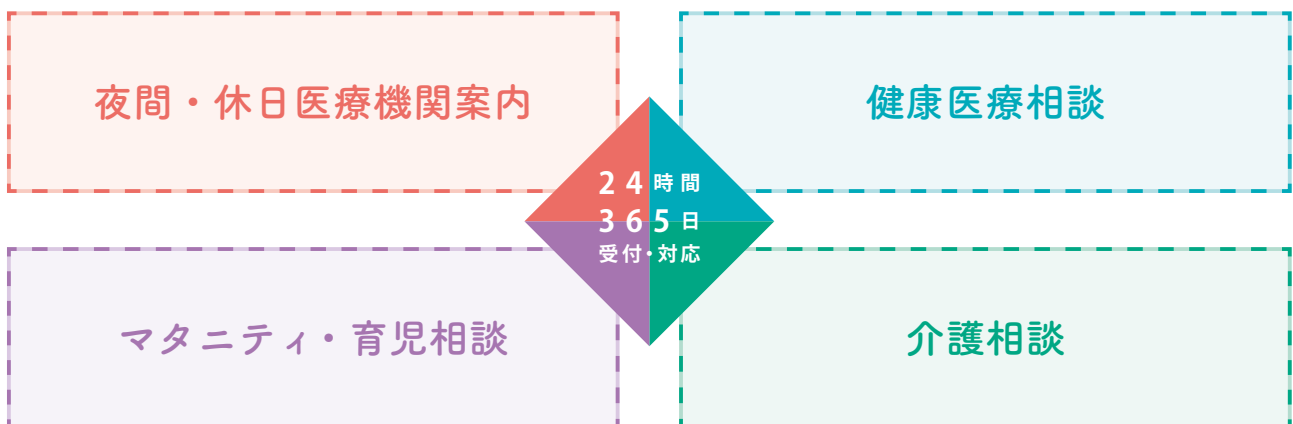 夜間・休日医療機関案内
健康医療相談
24時間
365日
受付・対応
マタニティ・育児相談
介護相談